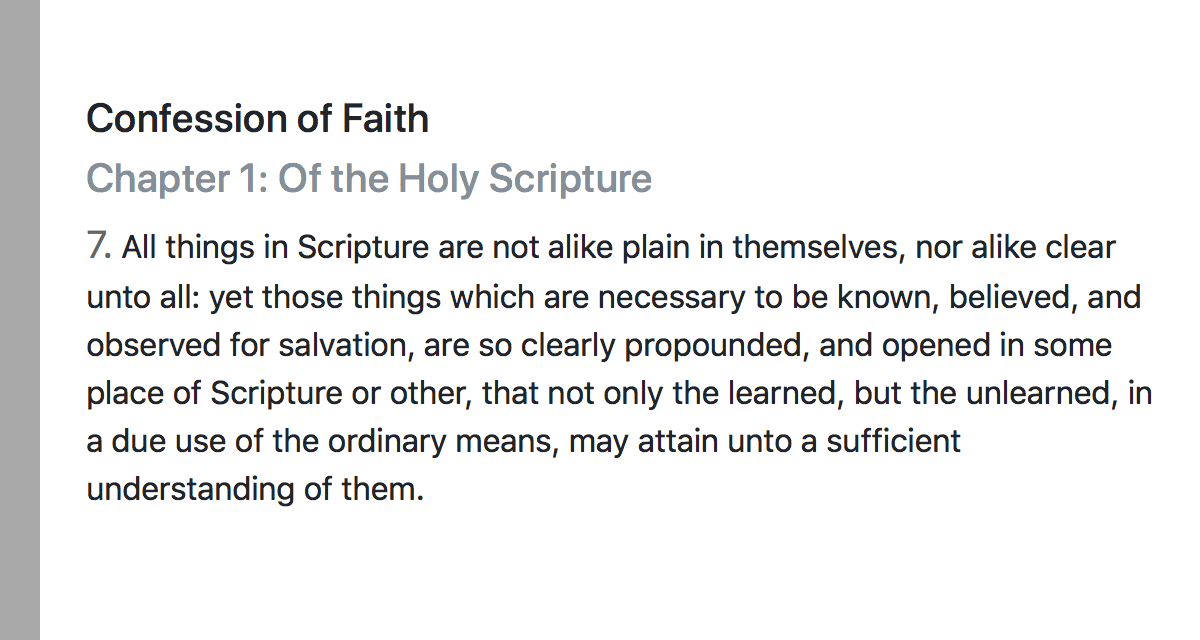 Confession of Faith
Chapter 1: Of the Holy Scripture
7. All things in Scripture are not alike plain in themselves, nor alike clear
unto all: yet those things which are necessary to be known, believed, and
observed for salvation, are so clearly propounded, and opened in some
place of Scripture or other, that not only the learned, but the unlearned, in
a due use of the ordinary means, may attain unto a sufficient
understanding of them.